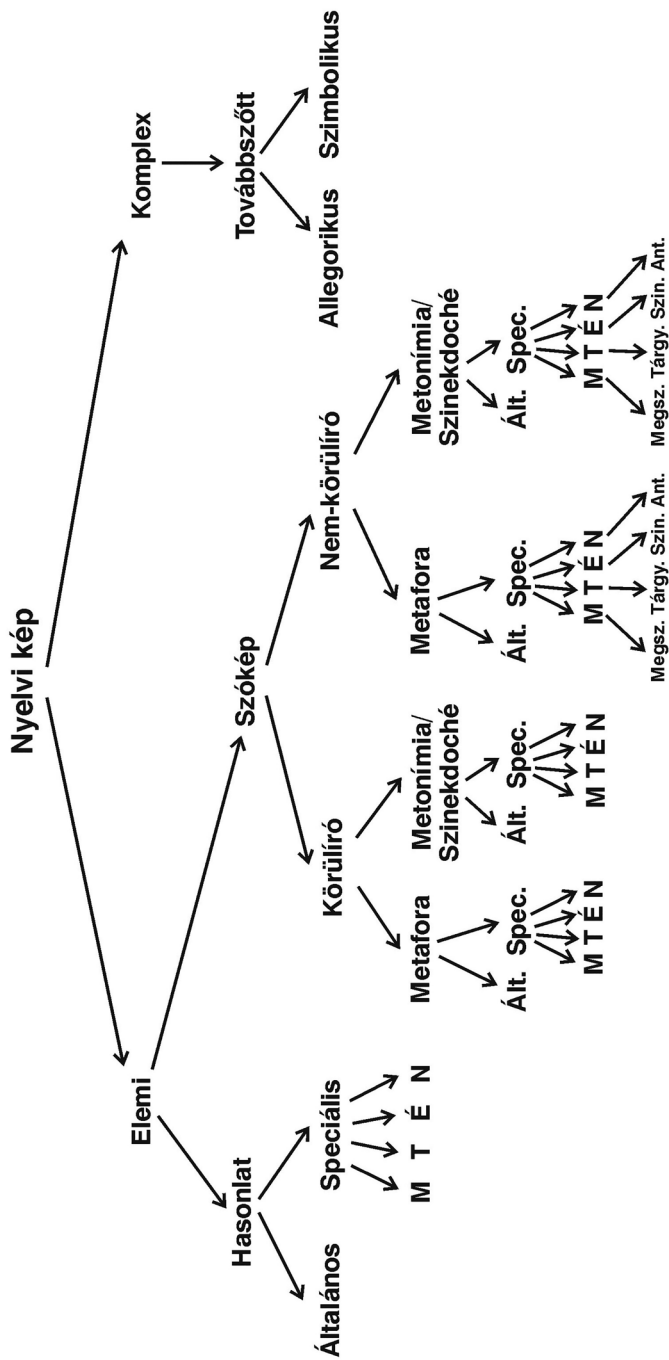 Nyelvi kép
Elemi Komplex
Hasonlat Szókép Továbbszőtt
Általános Speciális Körülíró Nem-körülíró Allegorikus Szimbolikus
M T É N Metafora Metonímia/ Metafora Metonímia/
Szinekdoché Szinekdoché
Ált. Spec. Ált. Spec. Ált. Spec. Ált. Spec.
M T É N M T É N M T É N M T É N
Megsz. Tárgy. Szin. Ant. Megsz. Tárgy. Szin. Ant.